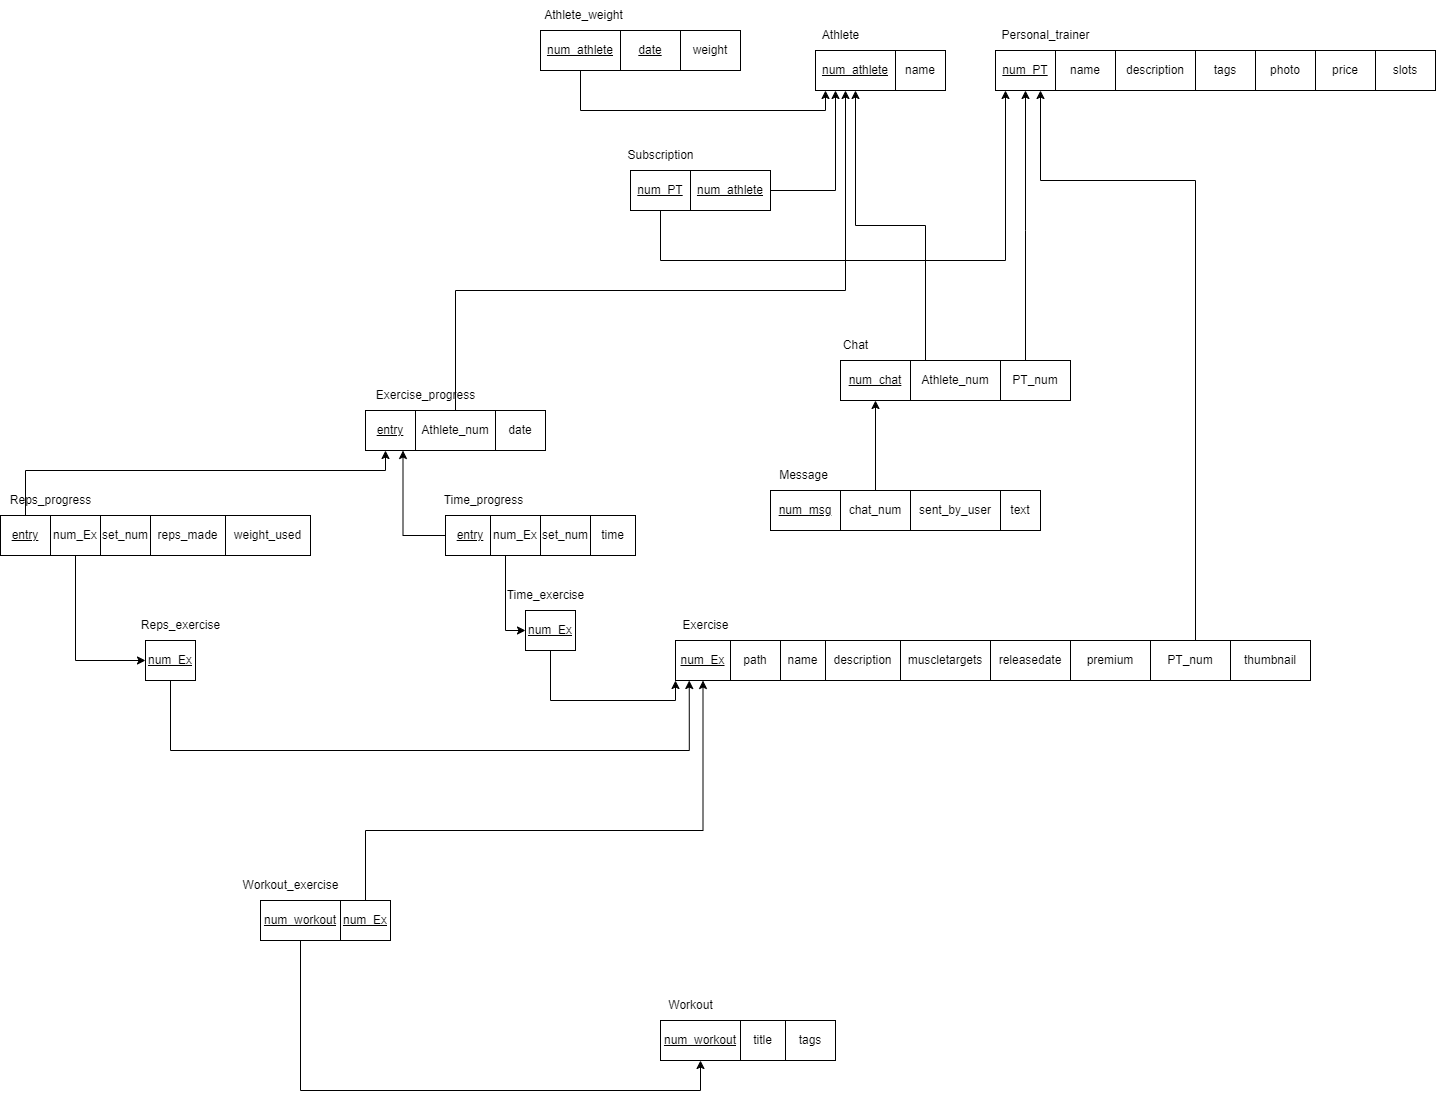 Athlete_weight
num_athlete date weight
Athlete
num_athlete name
Personal_trainer
num_PT name description tags photo price slots
Subscription
num_PT num_athlete
Chat
num_chat Athlete_num PT_num
Exercise_progress
entry Athlete_num date
Message
num_msg chat_num sent_by_user text
Reps_progress
entry num_Ex set_num reps_made weight_used
Time_progress
entry num_Ex set_num time
Time_exercise
num_Ex
Reps_exercise
num_Ex
Exercise
num_Ex path name description muscletargets releasedate premium PT_num thumbnail
Workout_exercise
num_workout num_Ex
Workout
num_workout title tags